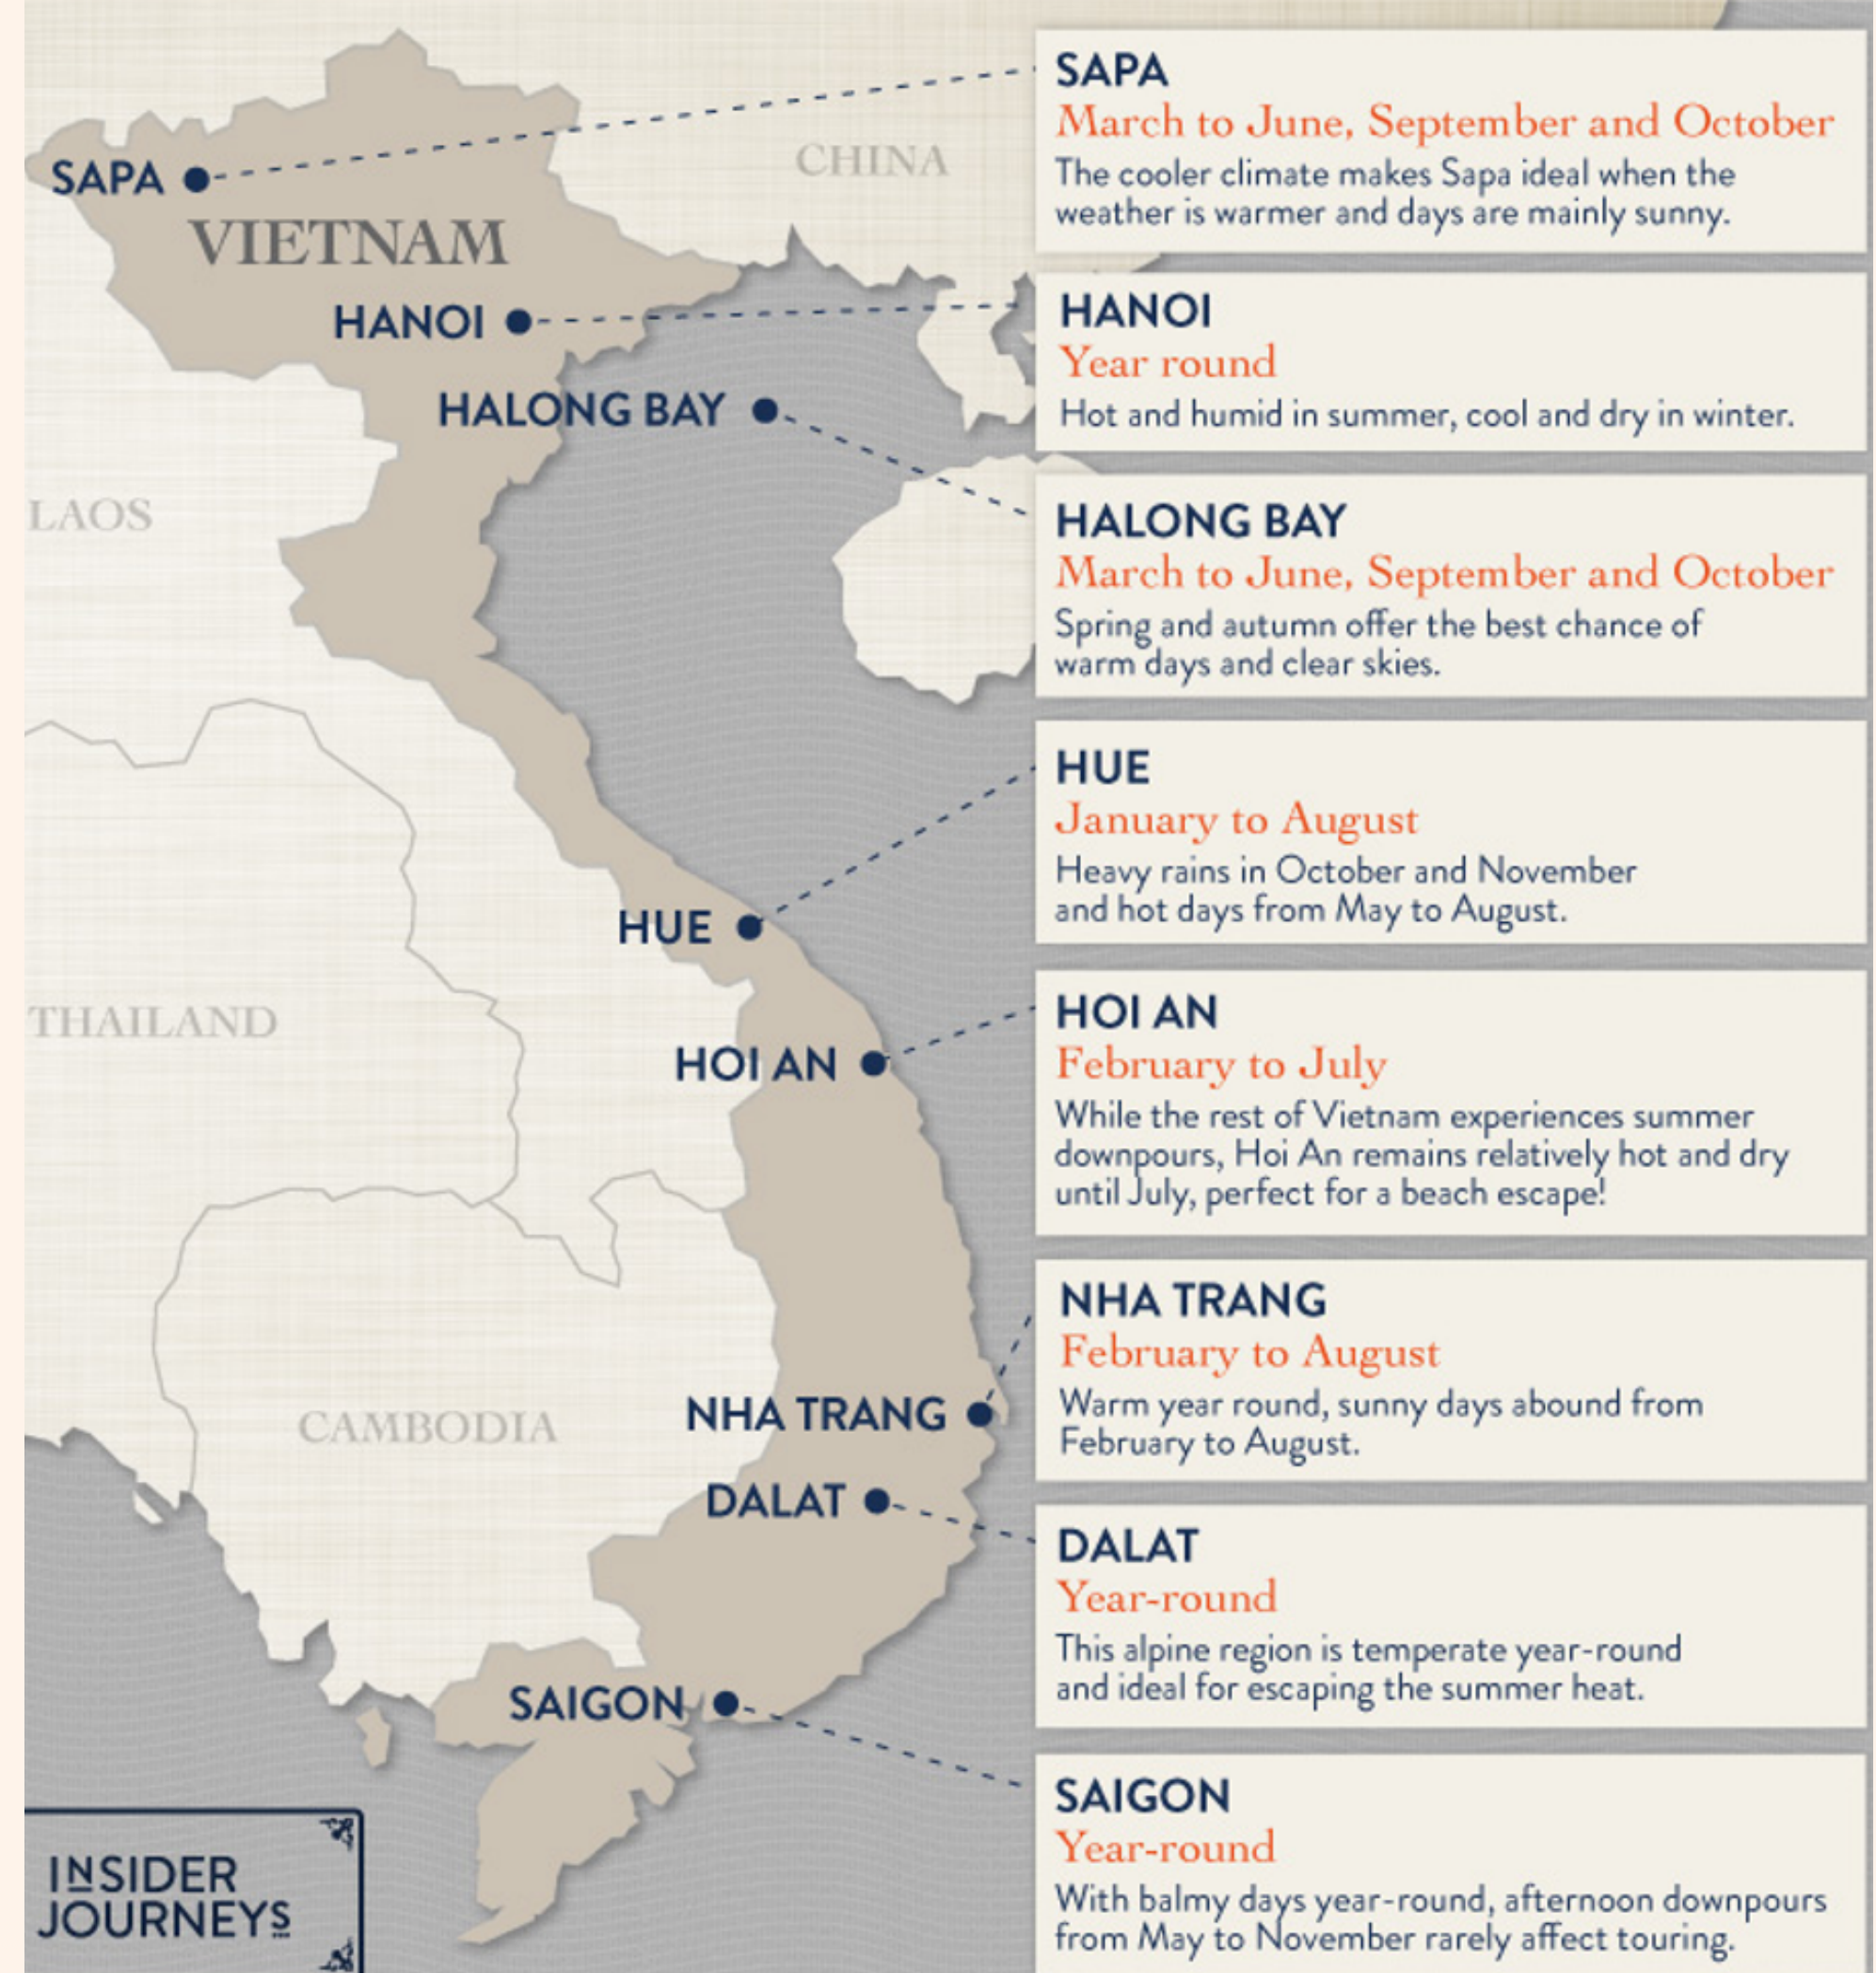 SAPA
March to June, September and October
The cooler climate makes Sapa ideal when the
weather is warmer and days are mainly sunny.
HANOI
Year round
Hot and humid in summer, cool and dry in winter.
HALONG BAY
March to June, September and October
Spring and autumn offer the best chance of
warm days and clear skies.
HUE
January to August
Heavy rains in October and November
and hot days from May to August.
HOI AN
February to July
While the rest of Vietnam experiences summer
downpours, Hoi An remains relatively hot and dry
until July, perfect for a beach escape!
NHA TRANG
February to August
Warm year round, sunny days abound from
February to August.
DALAT
Year-round
This alpine region is temperate year-round
and ideal for escaping the summer heat.
SAIGON
Year-round
With balmy days year-round, afternoon downpours
from May to November rarely affect touring.
CHINA
SAPA
VIETNAM
HANOI
HALONG BAY
LAOS
HUE
THAILAND
HOI AN
NHA TRANG
CAMBODIA
DALAT
SAIGON
INSIDER
JOURNEYS